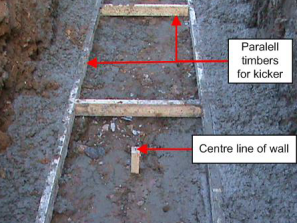 Paralell
timbers
for kicker
Centre line of wall